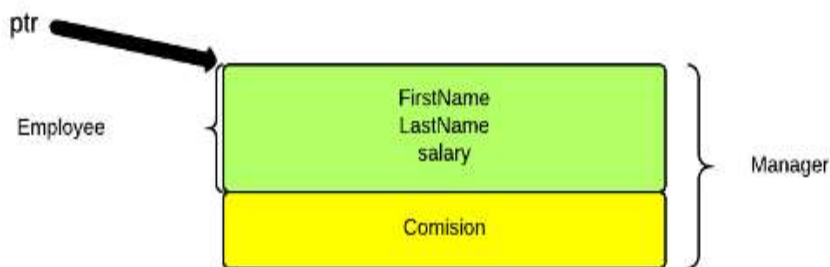 ptr
FirstName
Employee
LastName
salary
Manager
Comision